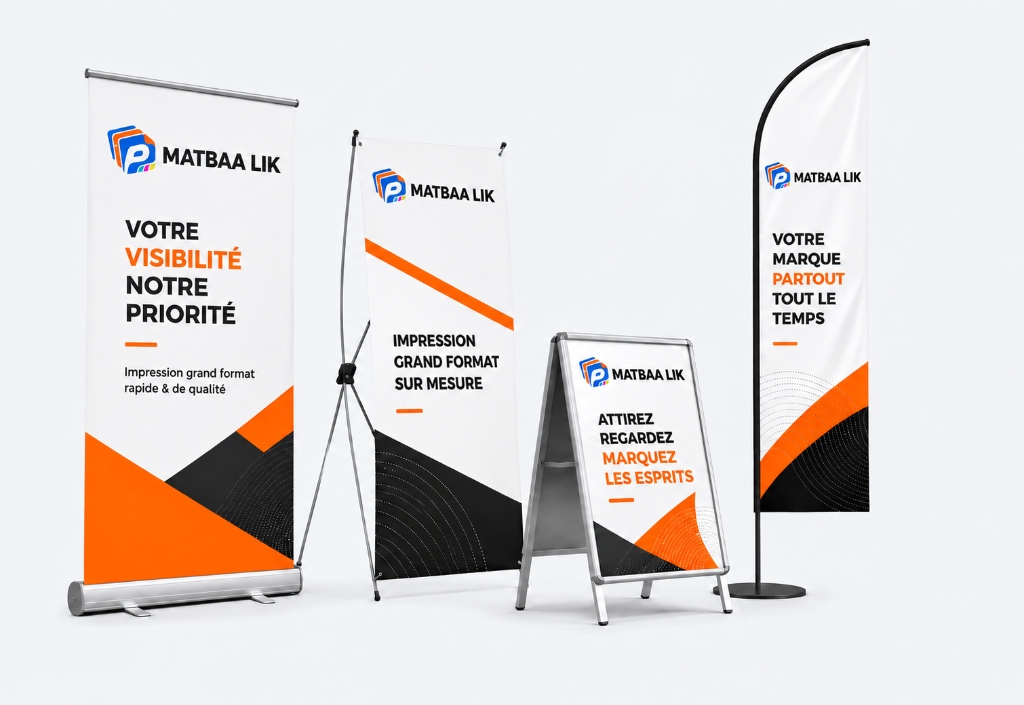 MATBAA LIK
VOTRE
VISIBILITÉ
NOTRE
PRIORITÉ
Impression grand format
rapide & de qualité
MATBAA LIK
IMPRESSION
GRAND FORMAT
SUR MESURE
MATBAA LIK
ATTIREZ
REGARDEZ
MARQUEZ
LES ESPRITS
MATBAA LIK
VOTRE
MARQUE
PARTOUT
TOUT LE
TEMPS